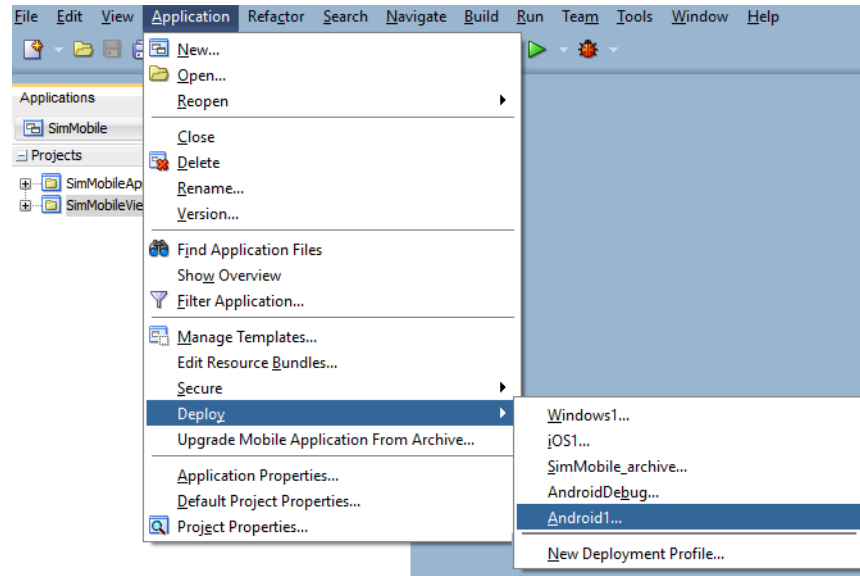 File Edit View Application Refactor Search Navigate Build Run Team Tools Window Help
New...
Open...
Applications
Reopen
SimMobile
Close
Projects
Delete
SimMobileAp
Rename...
SimMobileVie
Version...
Find Application Files
Show Overview
Filter Application...
Manage Templates...
Edit Resource Bundles...
Secure
Deploy
Windows1...
Upgrade Mobile Application From Archive...
iOS1...
SimMobile_archive...
Application Properties...
AndroidDebug...
Default Project Properties...
Android1...
Project Properties...
New Deployment Profile...